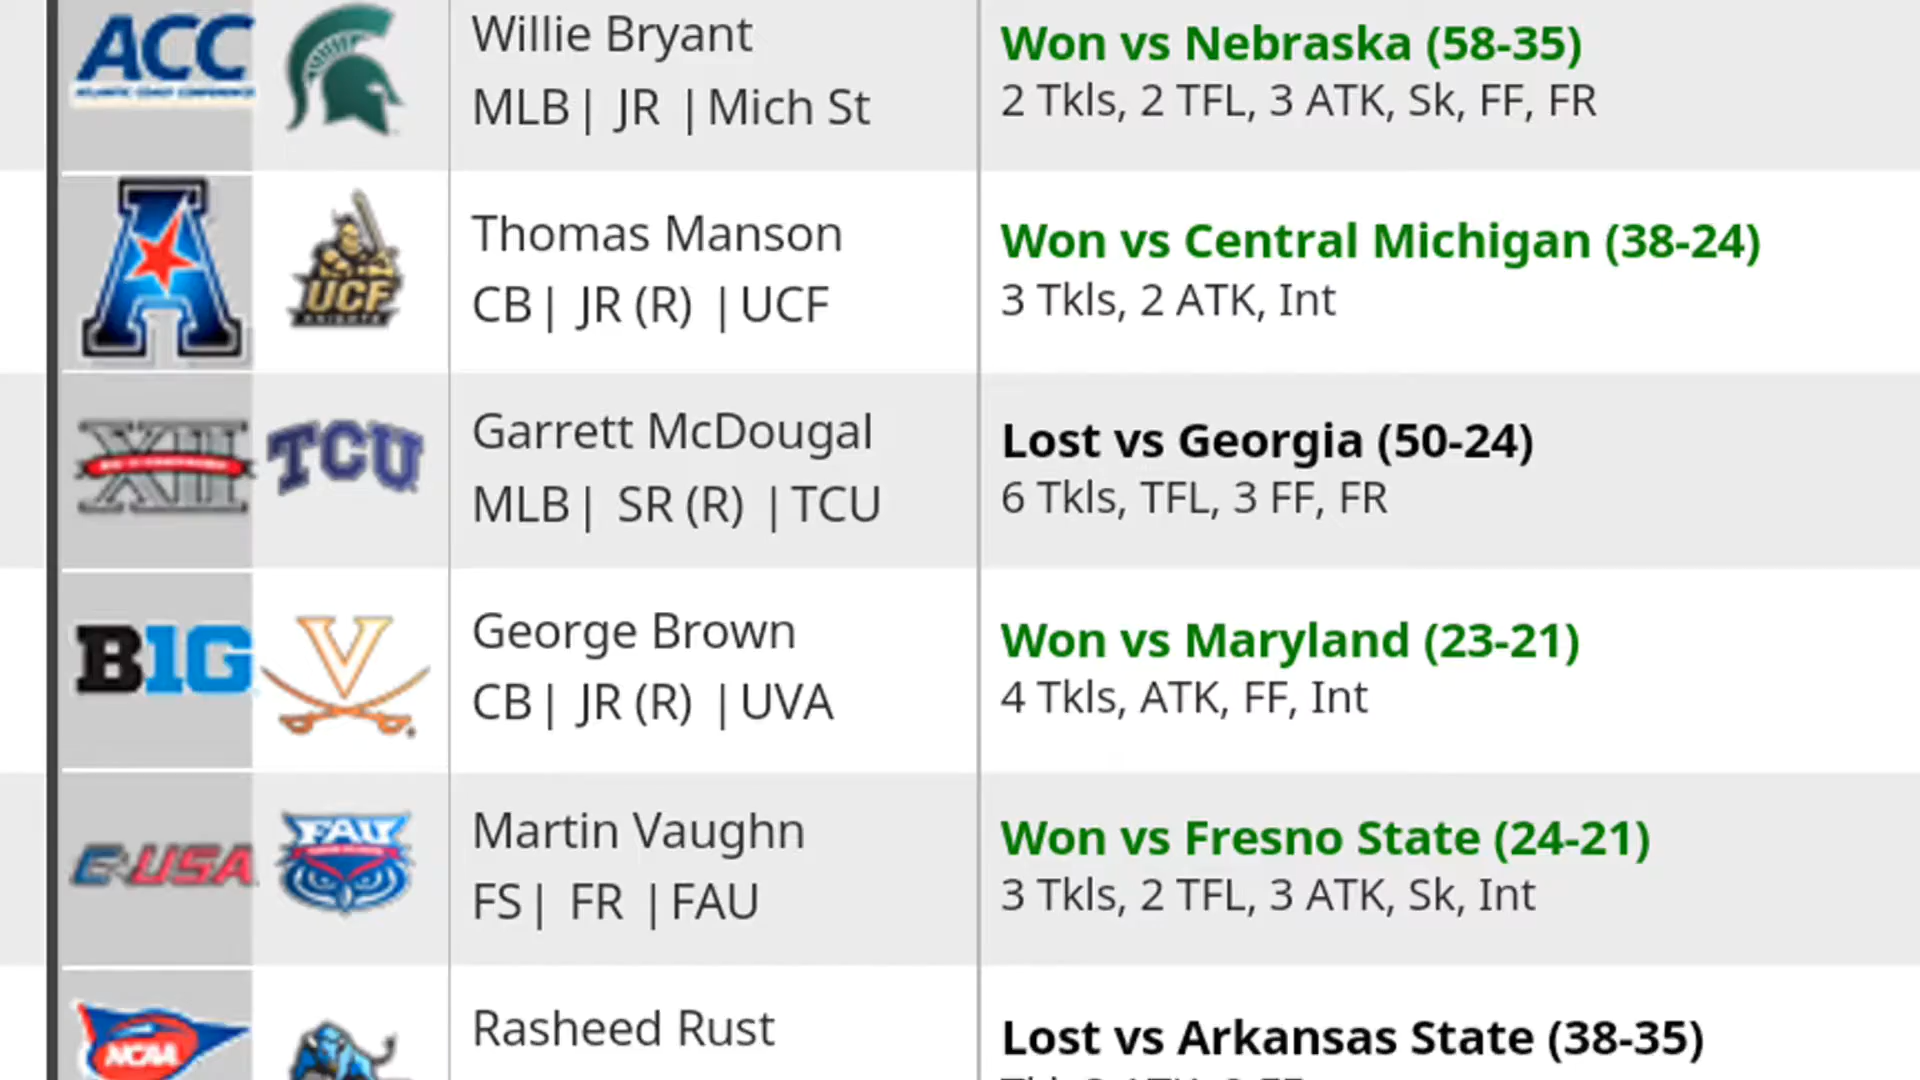 ACC
ATLANTIC COAST CONFERENCE
Willie Bryant
MLB | JR | Mich St
Won vs Nebraska (58-35)
2 Tkls, 2 TFL, 3 ATK, Sk, FF, FR
A
UCF
KNIGHTS
Thomas Manson
CB | JR (R) | UCF
Won vs Central Michigan (38-24)
3 Tkls, 2 ATK, Int
XII
TCU
Garrett McDougal
MLB | SR (R) | TCU
Lost vs Georgia (50-24)
6 Tkls, TFL, 3 FF, FR
B1G
V
George Brown
CB | JR (R) | UVA
Won vs Maryland (23-21)
4 Tkls, ATK, FF, Int
C-USA
FAU
Martin Vaughn
FS | FR | FAU
Won vs Fresno State (24-21)
3 Tkls, 2 TFL, 3 ATK, Sk, Int
NCAA
Rasheed Rust
Lost vs Arkansas State (38-35)